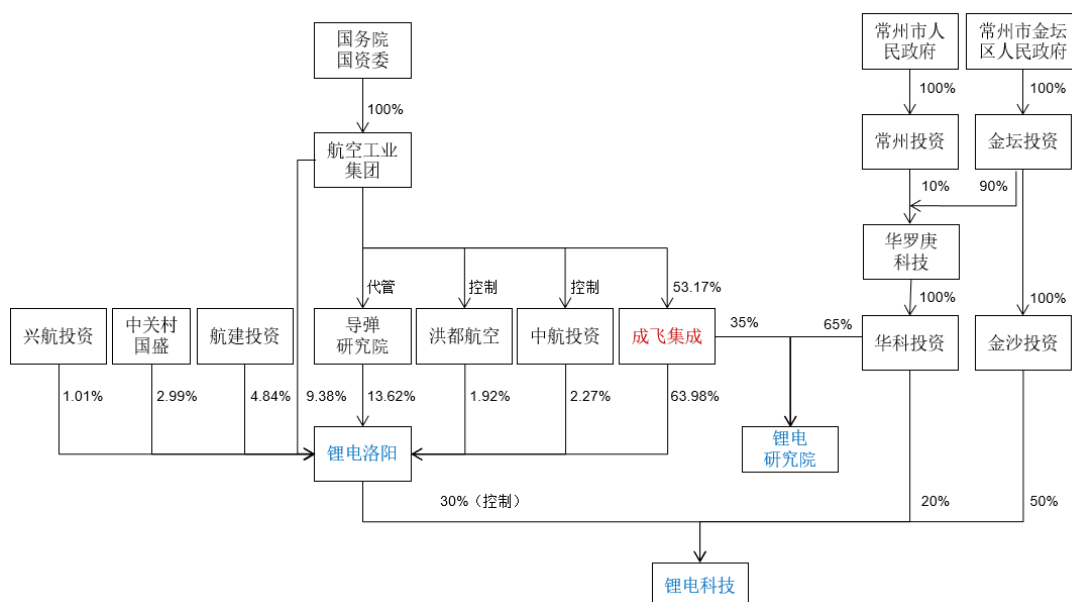 国务院
国资委
常州市人
民政府
常州市金坛
区人民政府
100%
100%
100%
航空工业
集团
常州投资
金坛投资
10%
90%
华罗庚
科技
代管
控制
控制
53.17%
100%
100%
兴航投资
中关村
国盛
航建投资
导弹
研究院
洪都航空
中航投资
成飞集成
35%
65%
华科投资
金沙投资
1.01%
2.99%
4.84%
9.38%
13.62%
1.92%
2.27%
63.98%
锂电洛阳
锂电
研究院
30%（控制）
20%
50%
锂电科技